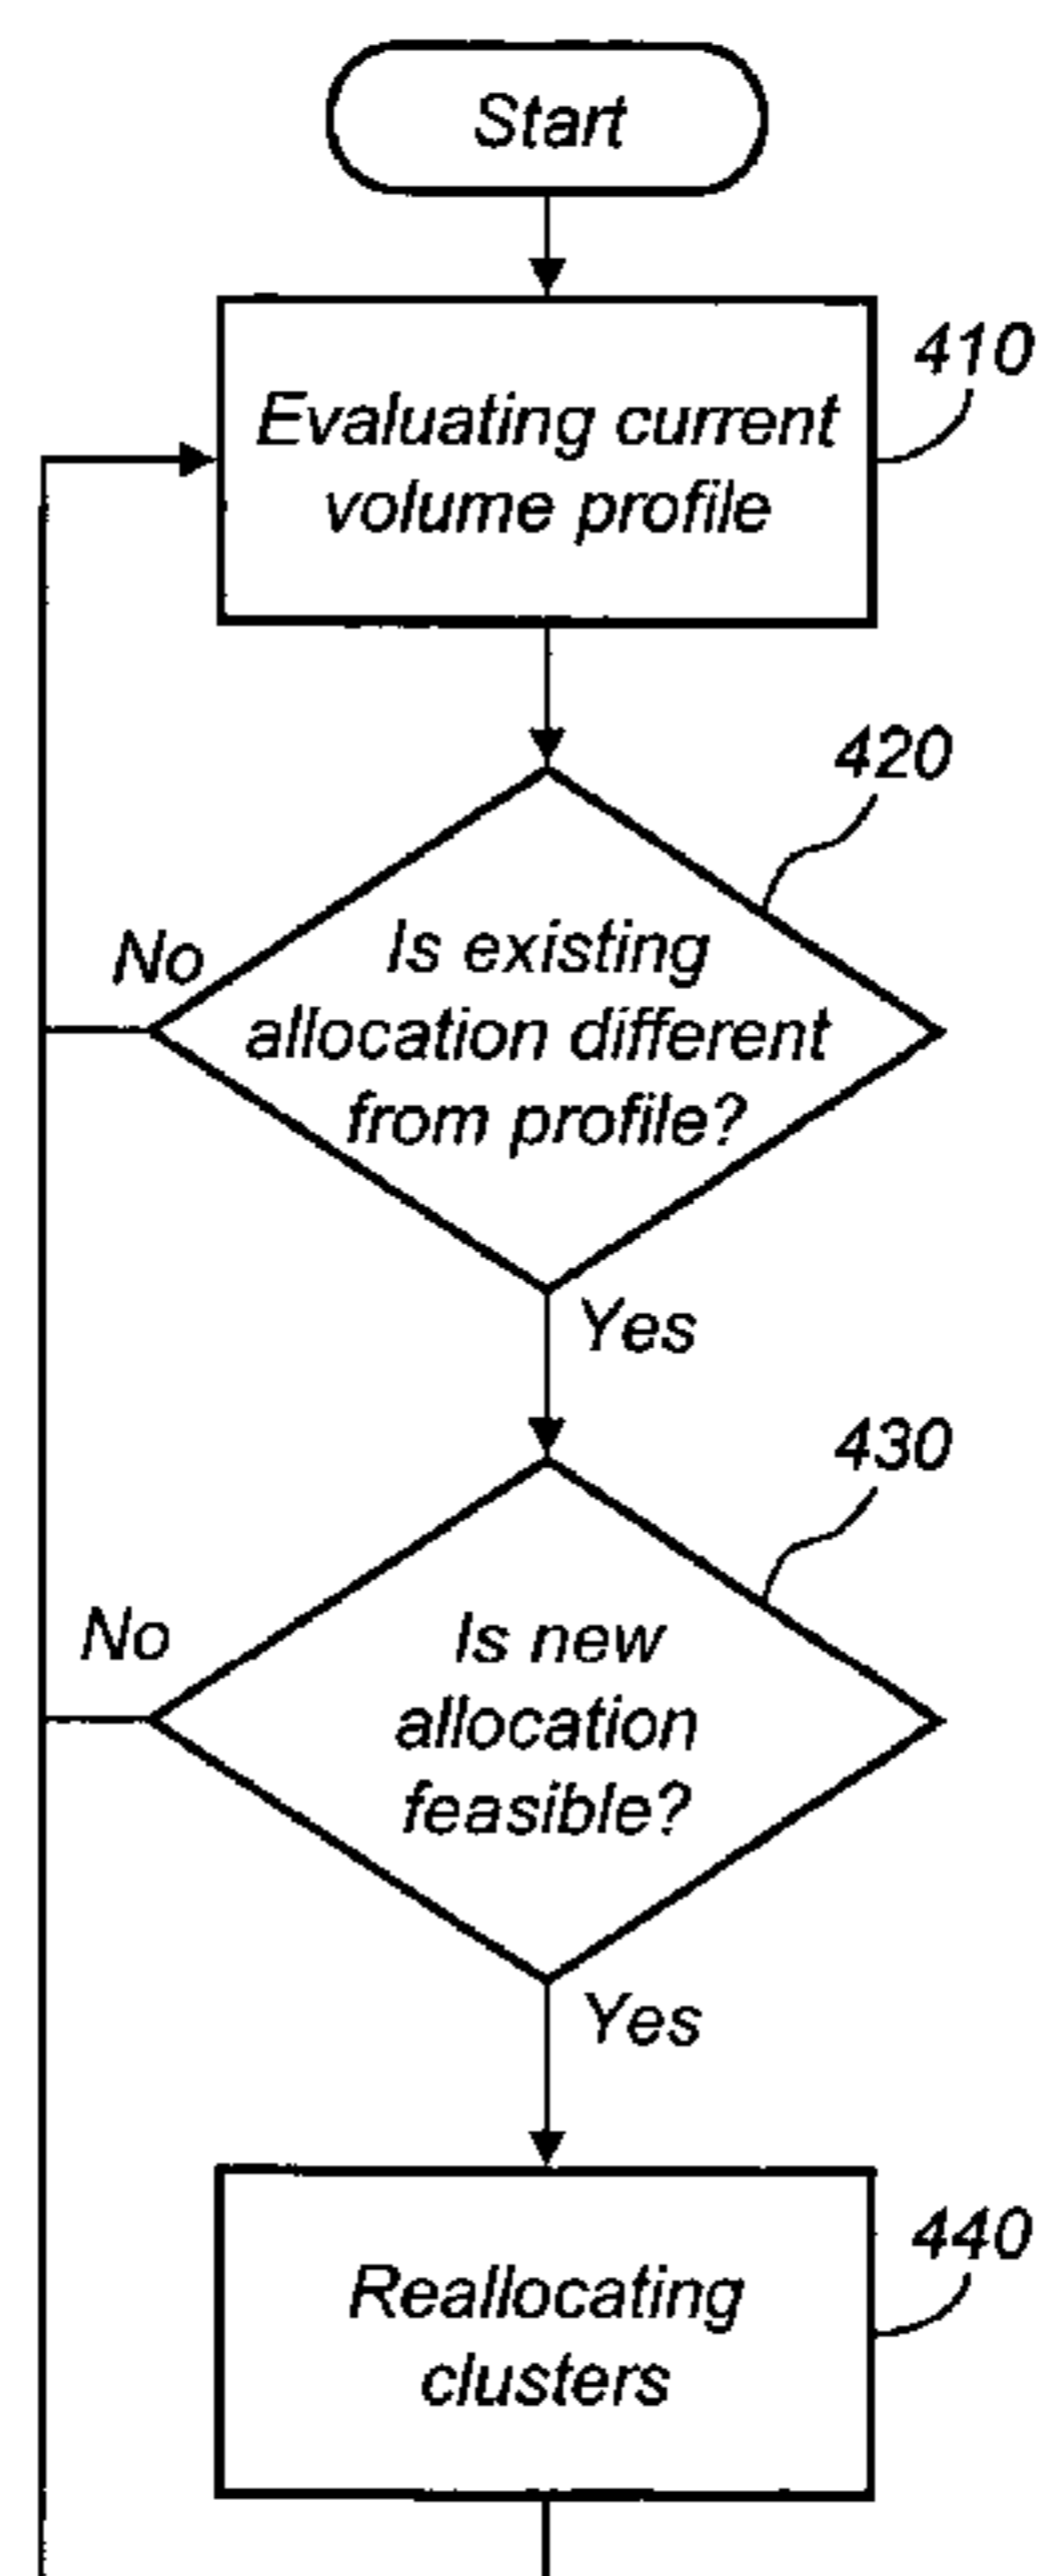 Start
Evaluating current
volume profile
410
420
No
Is existing
allocation different
from profile?
Yes
430
No
Is new
allocation
feasible?
Yes
440
Reallocating
clusters